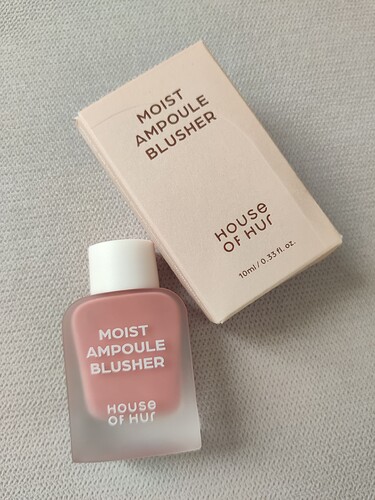 MOIST
AMPOULE
BLUSHER
HOUSe
OF HUr
10ml / 0.33 fl. oz.
MOIST
AMPOULE
BLUSHER
HOUSe
OF HUr